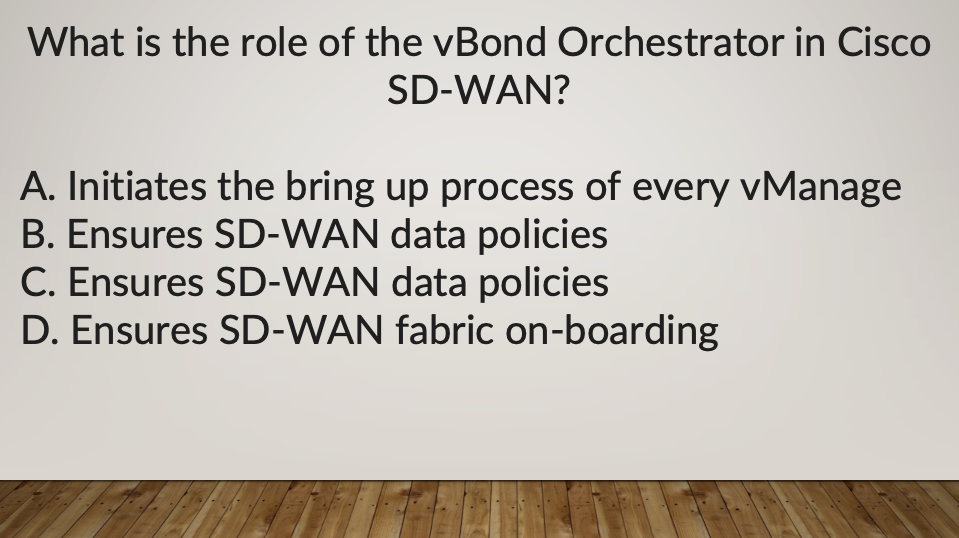 What is the role of the vBond Orchestrator in Cisco
SD-WAN?
A. Initiates the bring up process of every vManage
B. Ensures SD-WAN data policies
C. Ensures SD-WAN data policies
D. Ensures SD-WAN fabric on-boarding